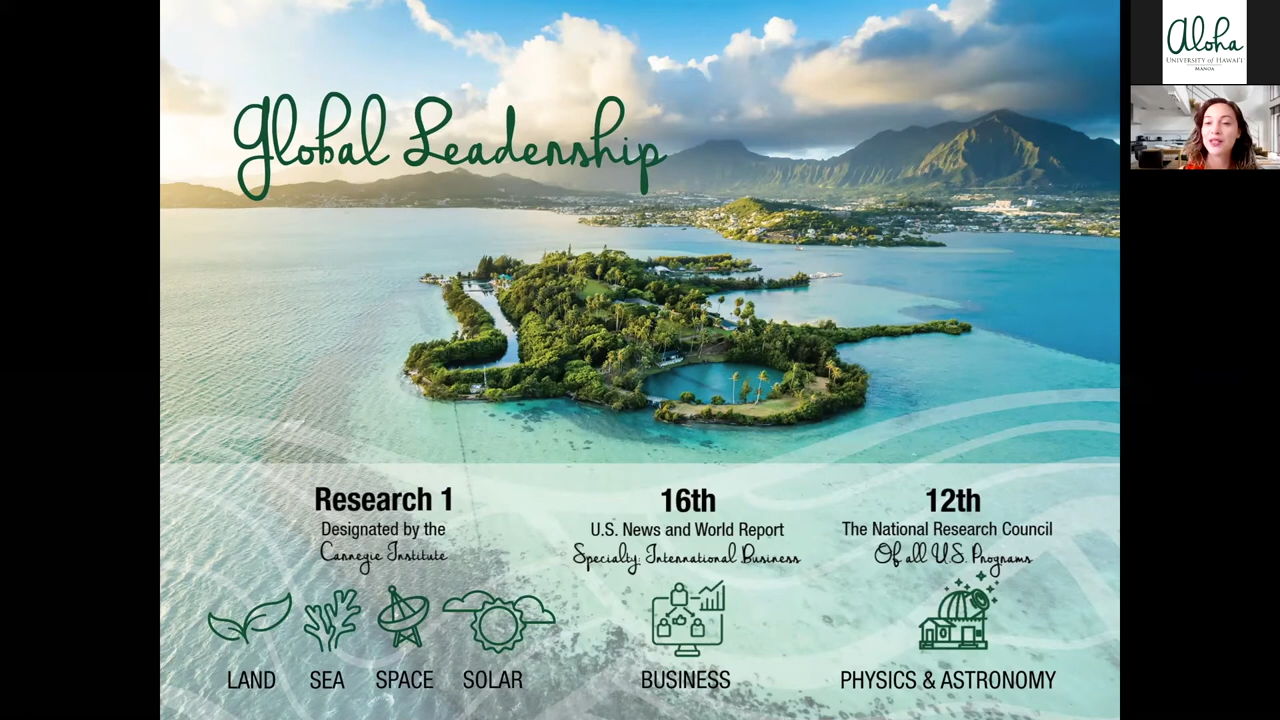 Global Leadership
Research 1
Designated by the
Carnegie Institute
16th
U.S. News and World Report
Specialty: International Business
12th
The National Research Council
Of all U.S. Programs
LAND
SEA
SPACE
SOLAR
BUSINESS
PHYSICS & ASTRONOMY
Aloha
UNIVERSITY of HAWAIʻI
MĀNOA